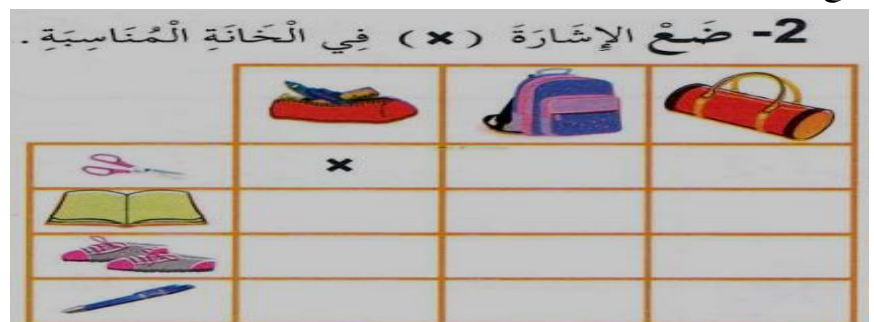 2- ضَعْ الإِشَارَةَ (×) فِي الْخَانَةِ الْمُنَاسِبَةِ.
×